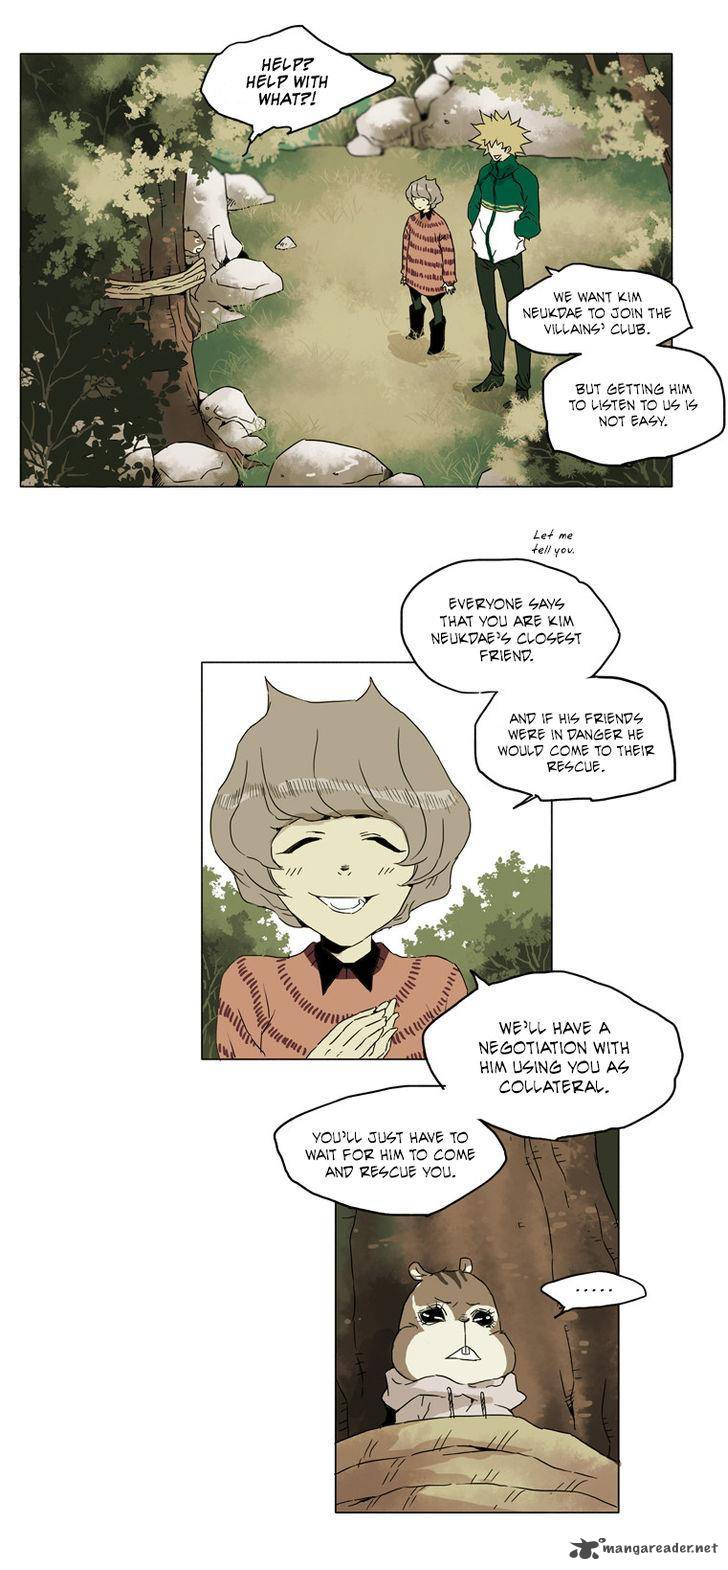 HELP?
HELP WITH
WHAT?!
WE WANT KIM
NEUKDAE TO JOIN THE
VILLAINS' CLUB.
BUT GETTING HIM
TO LISTEN TO US IS
NOT EASY.
Let me
tell you.
EVERYONE SAYS
THAT YOU ARE KIM
NEUKDAE'S CLOSEST
FRIEND.
AND IF HIS FRIENDS
WERE IN DANGER HE
WOULD COME TO THEIR
RESCUE.
WE'LL HAVE A
NEGOTIATION WITH
HIM USING YOU AS
COLLATERAL.
YOU'LL JUST HAVE TO
WAIT FOR HIM TO COME
AND RESCUE YOU.
.....
mangareader.net